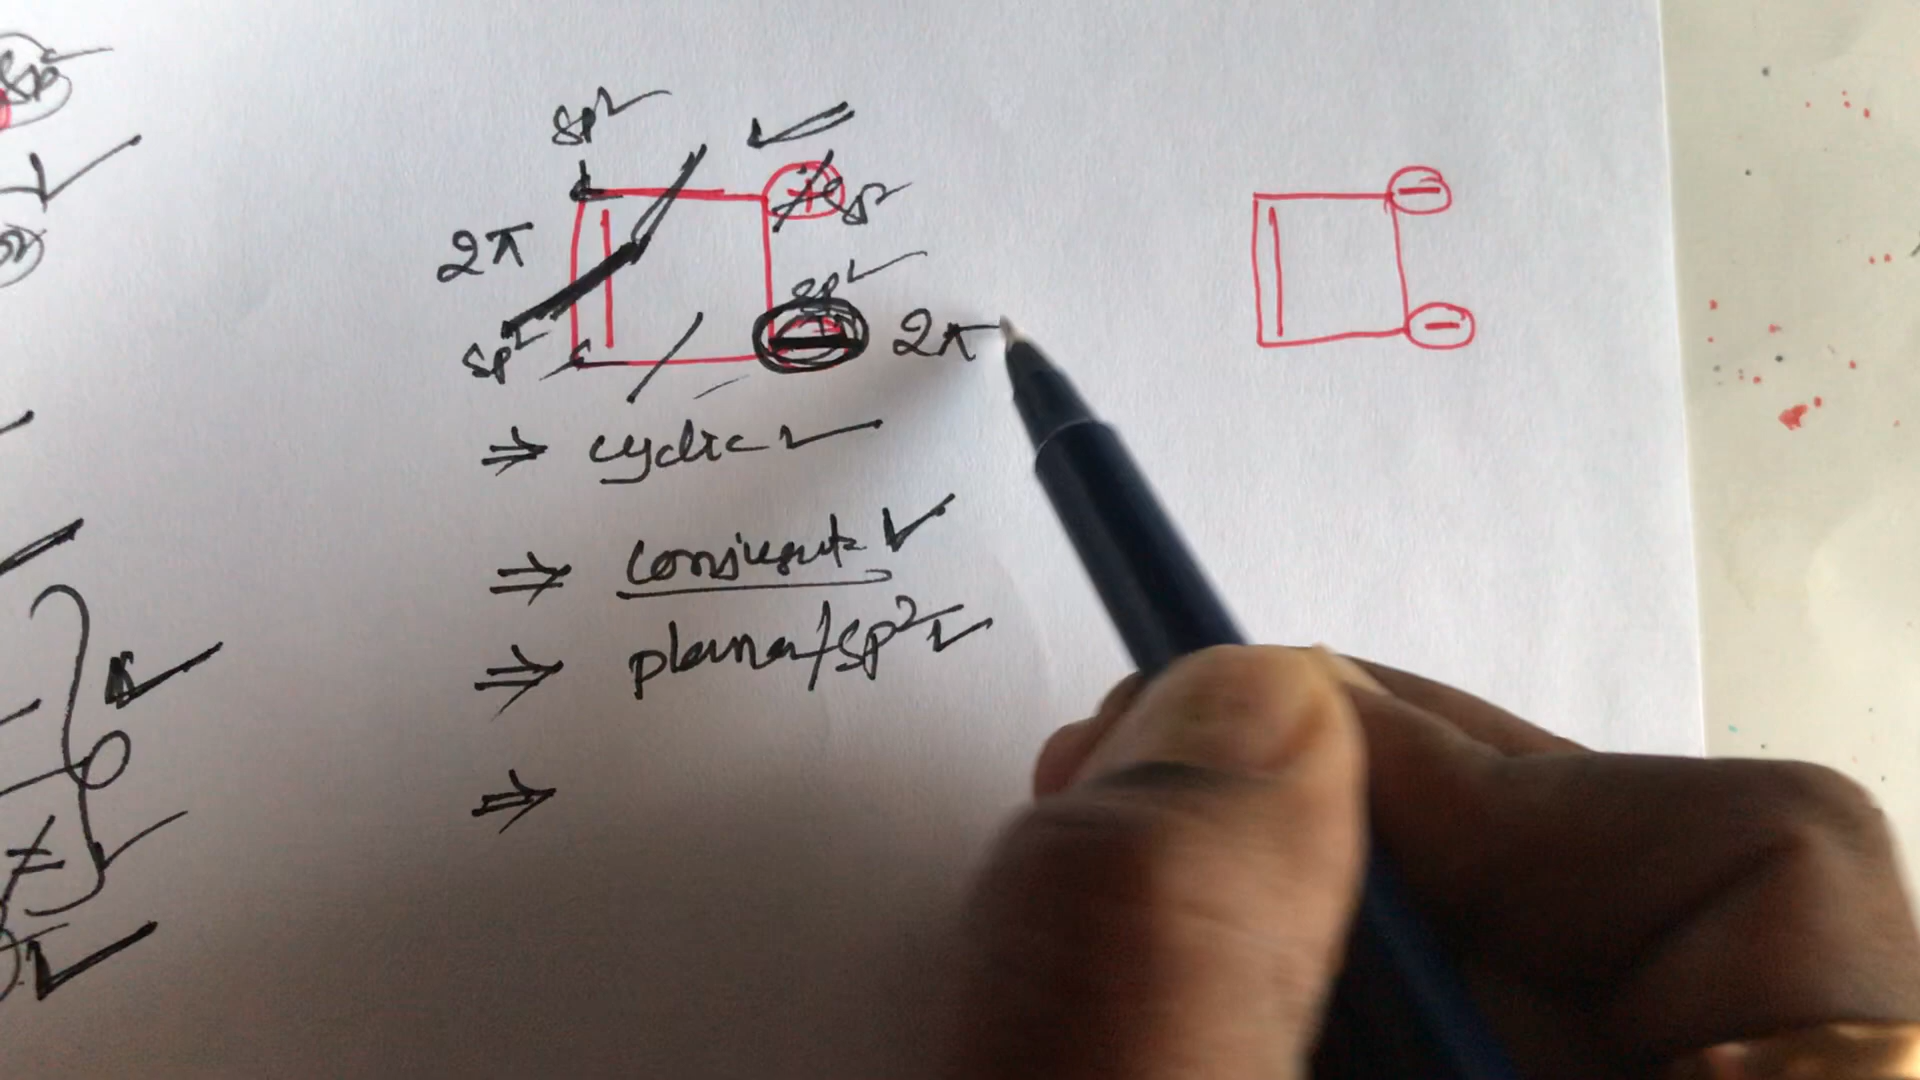 sp²
+ sp²
2π
sp²
sp² − 2π
⇒ cyclic ✓
⇒ conjugate ✓
⇒ planar/sp² ✓
⇒
−
−